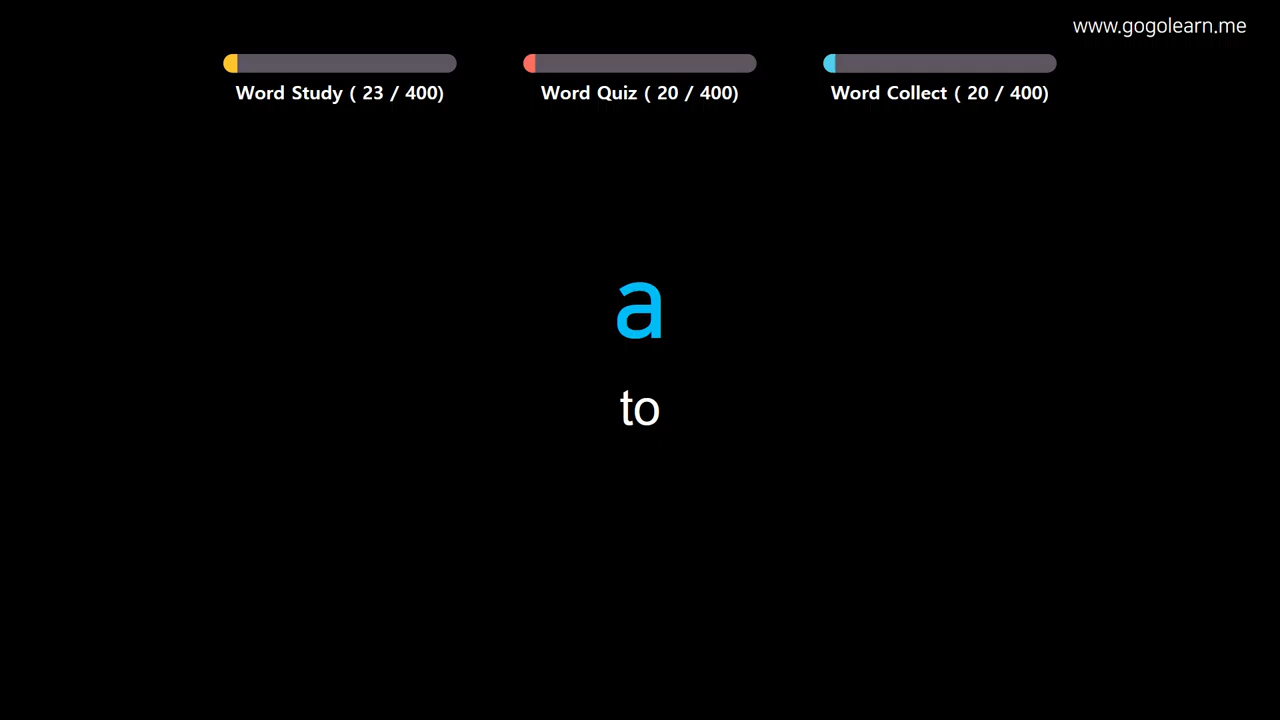 www.gogolearn.me
Word Study ( 23 / 400)
Word Quiz ( 20 / 400)
Word Collect ( 20 / 400)
a
to